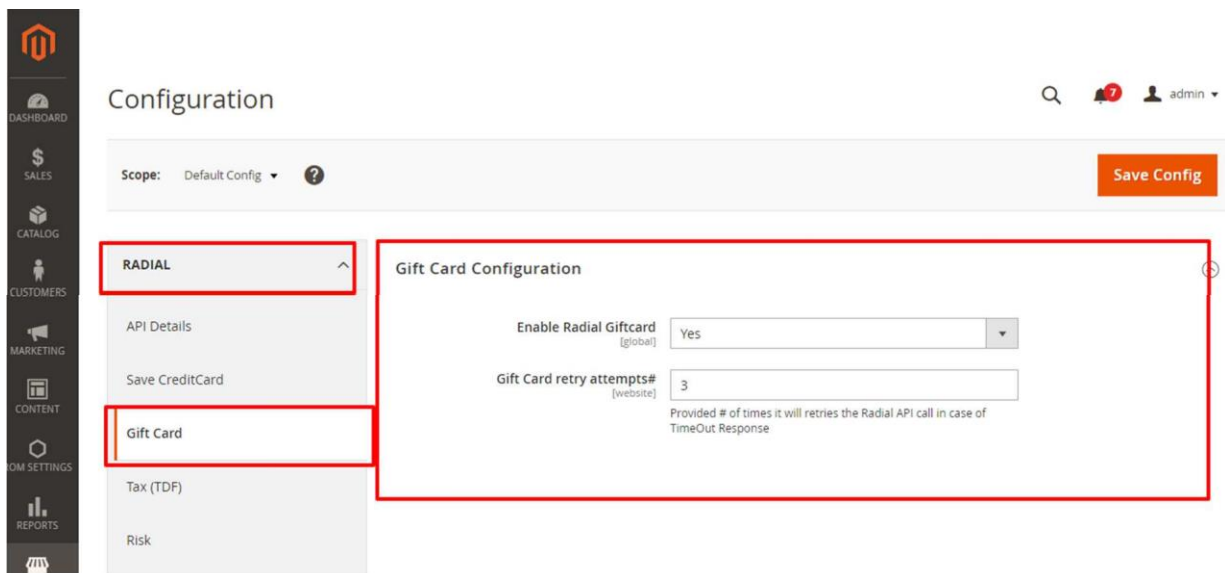 Configuration
7
admin
DASHBOARD
SALES
CATALOG
CUSTOMERS
MARKETING
CONTENT
OM SETTINGS
REPORTS
Scope: Default Config ?
Save Config
RADIAL
API Details
Save CreditCard
Gift Card
Tax (TDF)
Risk
Gift Card Configuration
Enable Radial Giftcard
[global]
Yes
Gift Card retry attempts#
[website]
3
Provided # of times it will retries the Radial API call in case of
TimeOut Response